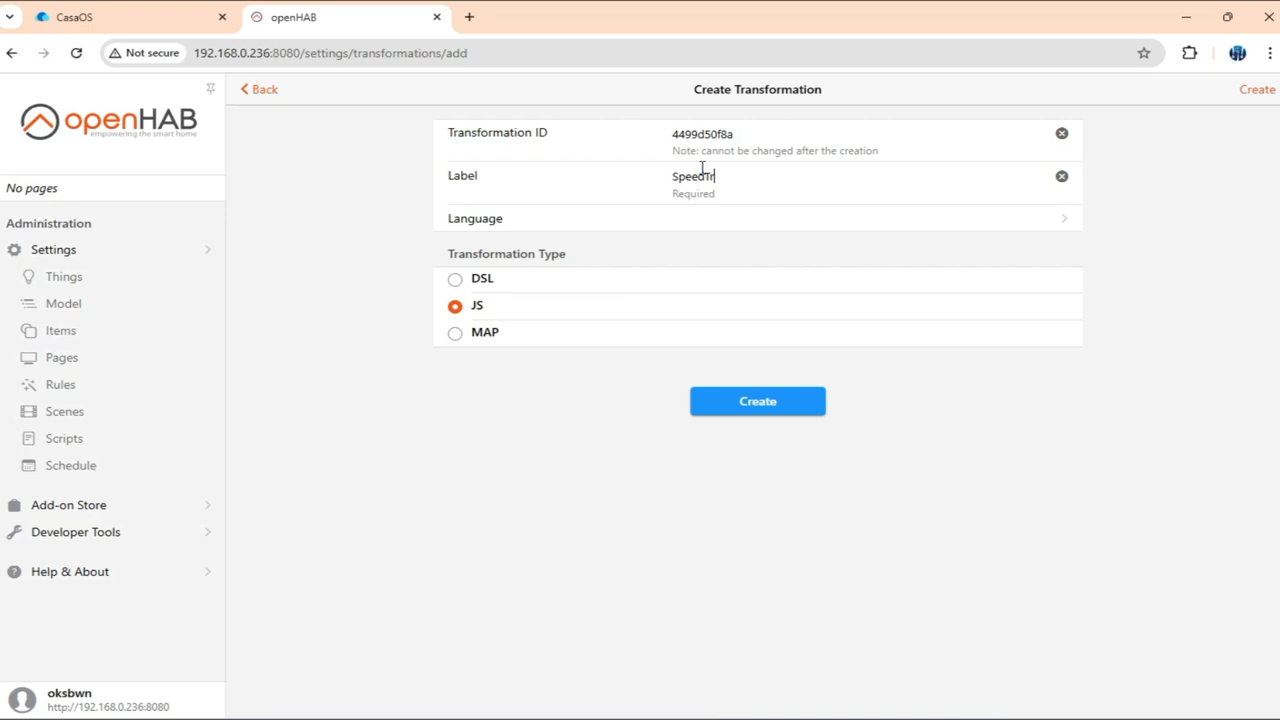 CasaOS
openHAB
Not secure
192.168.0.236:8080/settings/transformations/add
openHAB
empowering the smart home
No pages
Administration
Settings
Things
Model
Items
Pages
Rules
Scenes
Scripts
Schedule
Add-on Store
Developer Tools
Help & About
oksbwn
http://192.168.0.236:8080
Back
Create Transformation
Create
Transformation ID
4499d50f8a
Note: cannot be changed after the creation
Label
SpeedTr
Required
Language
Transformation Type
DSL
JS
MAP
Create